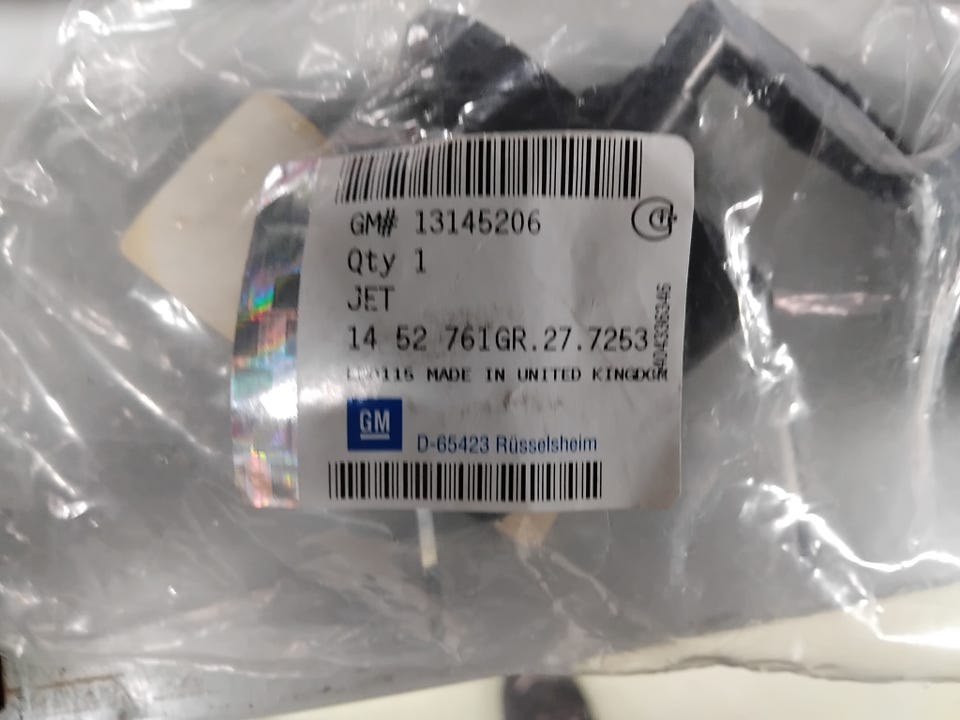 GM# 13145206
Qty 1
JET
14 52 761GR.27.7253
MADE IN UNITED KINGDOM
GM
D-65423 Rüsselsheim